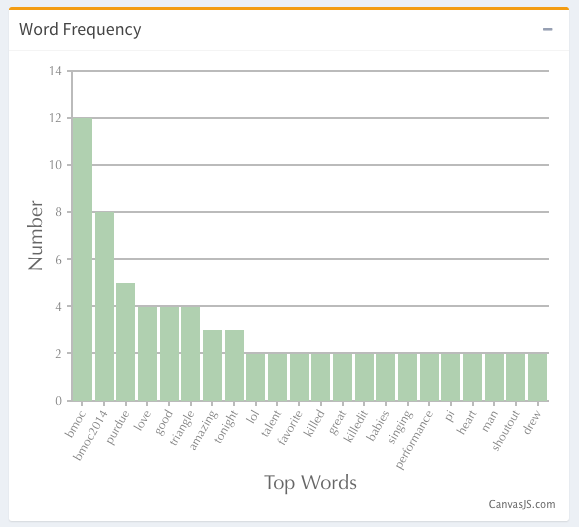 Word Frequency
14
12
10
8
6
4
2
0
Number
bmoc
bmoc2014
purdue
love
good
triangle
amazing
tonight
lol
talent
favorite
killed
great
killedit
babies
singing
performance
pi
heart
man
shoutout
drew
Top Words
CanvasJS.com